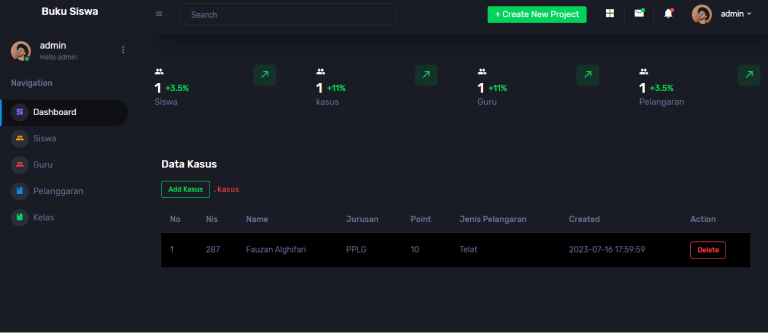 Buku Siswa
Search
+ Create New Project
admin
admin
Hello admin
Navigation
Dashboard
Siswa
Guru
Pelanggaran
Kelas
1 +3.5%
Siswa
1 +11%
kasus
1 +11%
Guru
1 +3.5%
Pelangaran
Data Kasus
Add Kasus .kasus
No Nis Name Jurusan Point Jenis Pelangaran Created Action
1 287 Fauzan Alghifari PPLG 10 Telat 2023-07-16 17:59:59 Delete